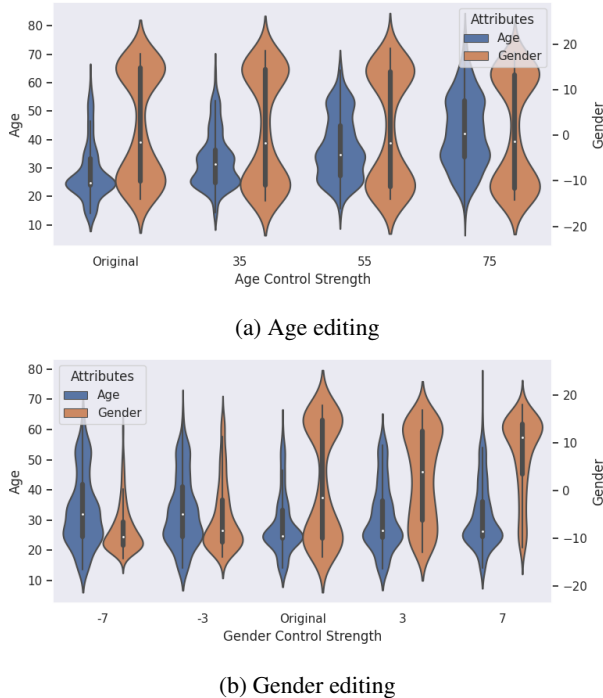 80
70
60
50
40
30
20
10
Age
Attributes
Age
Gender
20
10
0
−10
−20
Gender
Original
35
55
75
Age Control Strength
(a) Age editing
80
70
60
50
40
30
20
10
Age
Attributes
Age
Gender
20
10
0
−10
−20
Gender
-7
-3
Original
3
7
Gender Control Strength
(b) Gender editing